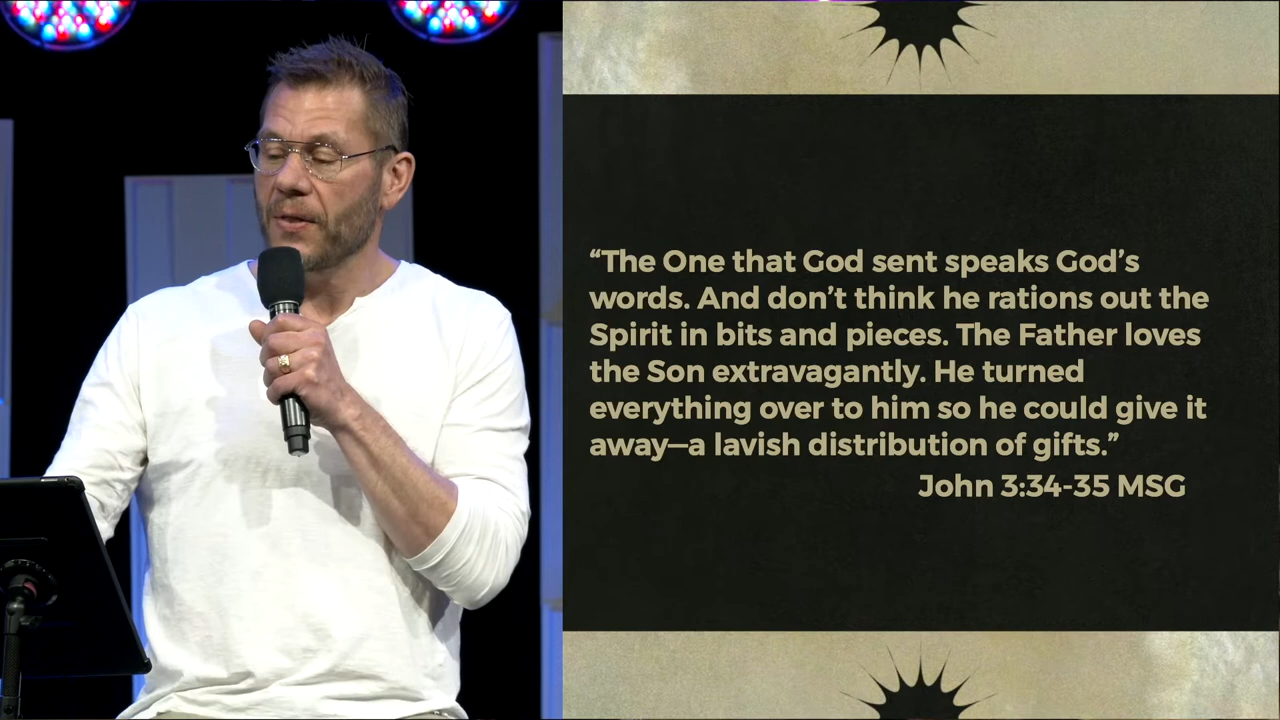 “The One that God sent speaks God’s
words. And don’t think he rations out the
Spirit in bits and pieces. The Father loves
the Son extravagantly. He turned
everything over to him so he could give it
away—a lavish distribution of gifts.”
John 3:34-35 MSG